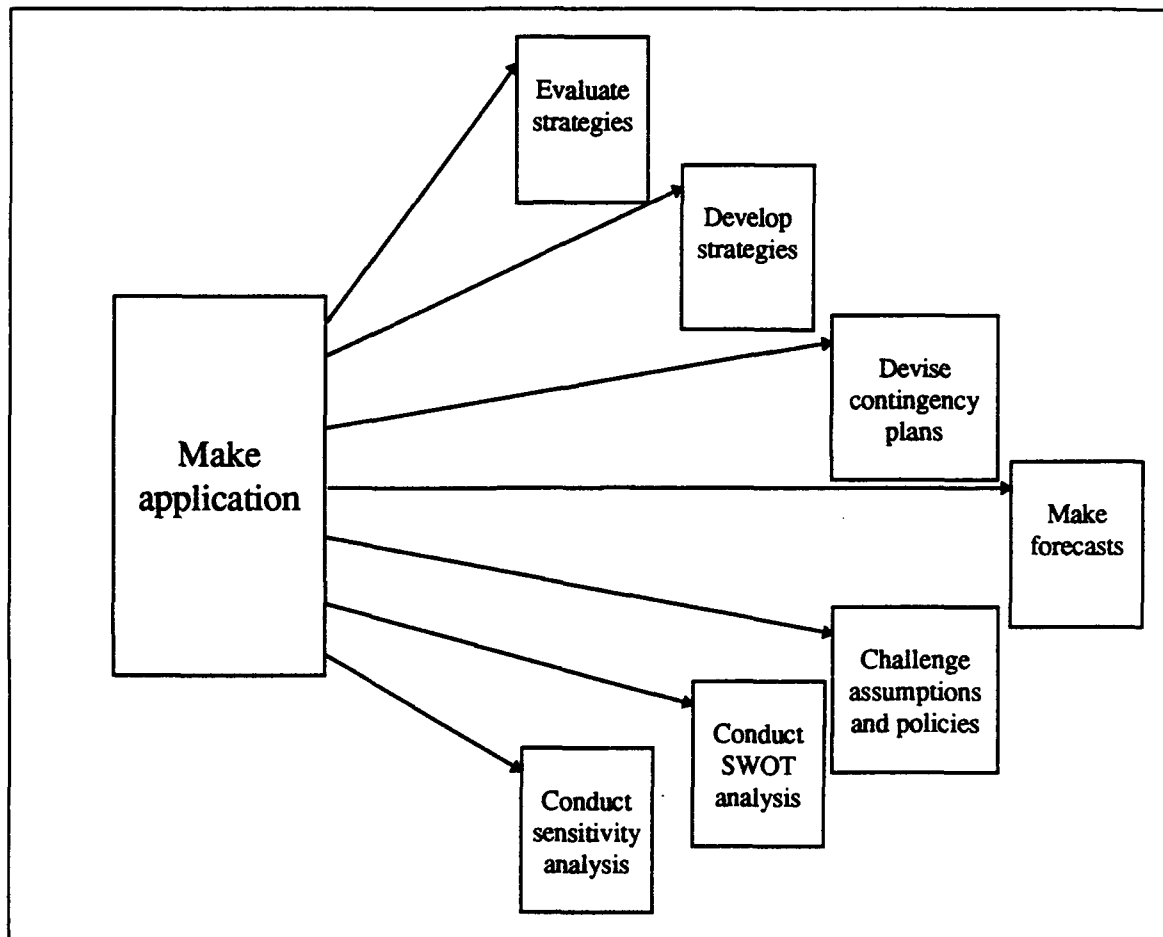 Evaluate
strategies
Develop
strategies
Devise
contingency
plans
Make
application
Make
forecasts
Challenge
assumptions
and policies
Conduct
SWOT
analysis
Conduct
sensitivity
analysis